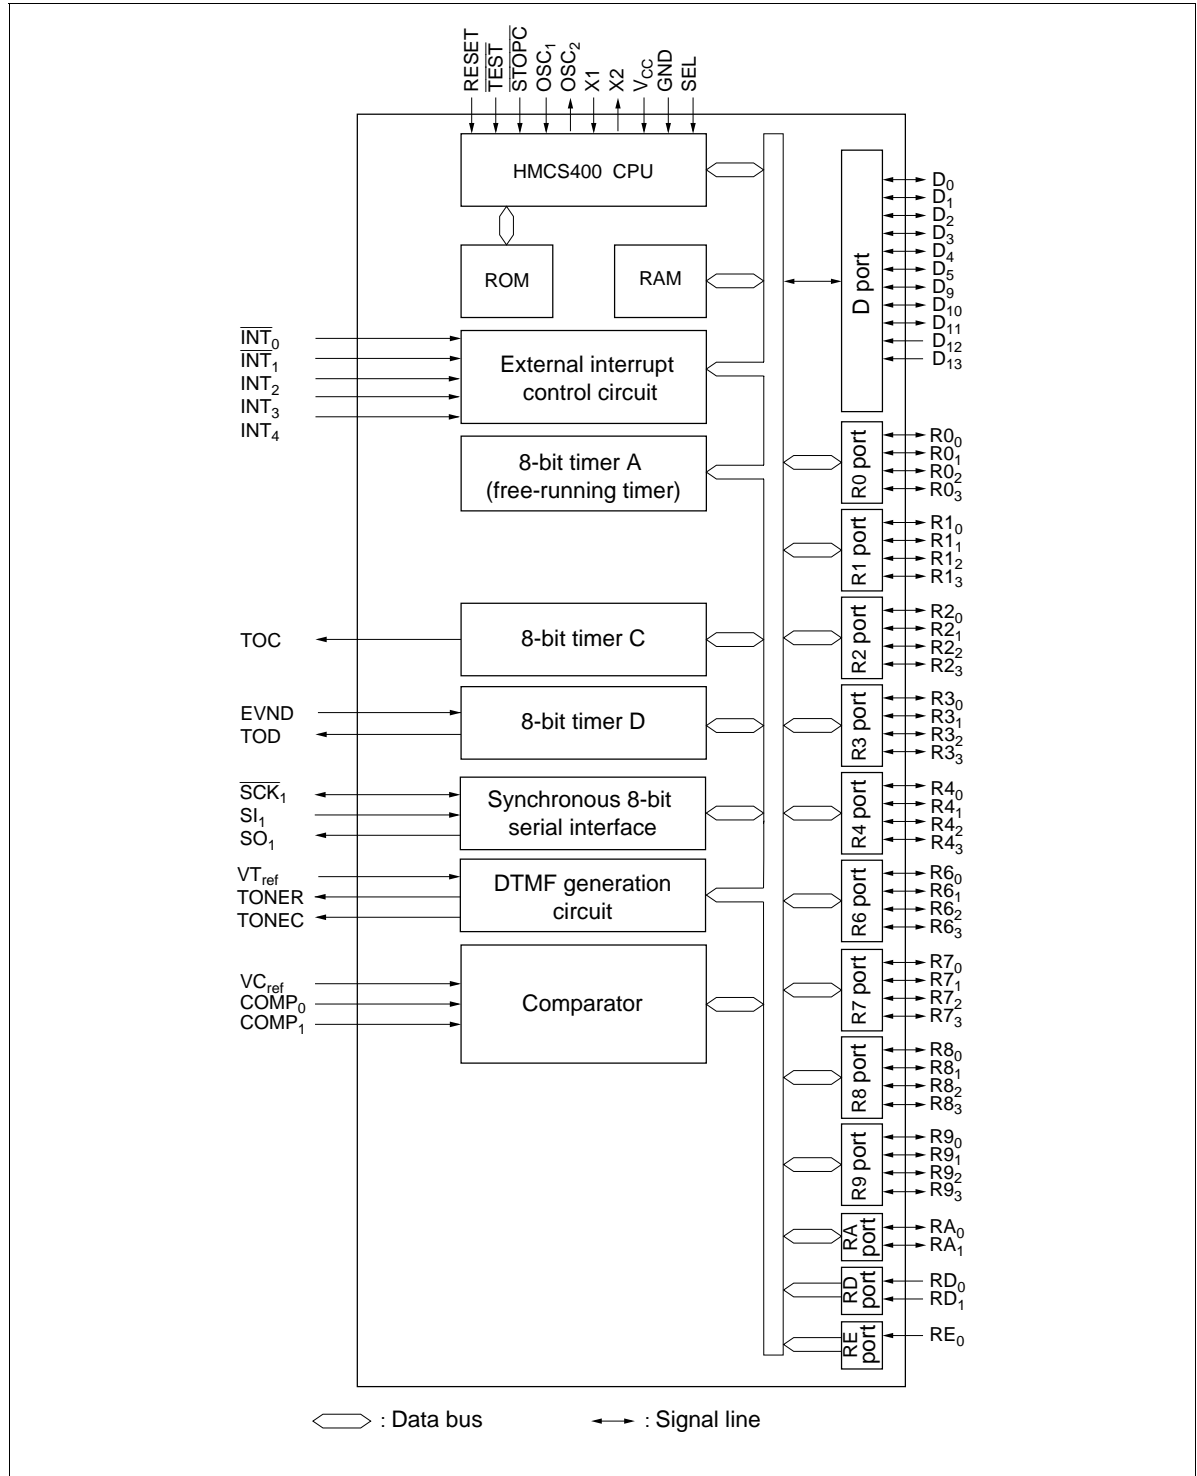 RESET
TEST
STOPC
OSC₁
OSC₂
X1
X2
V_CC
GND
SEL
HMCS400 CPU
ROM
RAM
INT₀
INT₁
INT₂
INT₃
INT₄
External interrupt
control circuit
8-bit timer A
(free-running timer)
TOC
8-bit timer C
EVND
TOD
8-bit timer D
SCK₁
SI₁
SO₁
Synchronous 8-bit
serial interface
VT_ref
TONER
TONEC
DTMF generation
circuit
VC_ref
COMP₀
COMP₁
Comparator
D port
D₀
D₁
D₂
D₃
D₄
D₅
D₉
D₁₀
D₁₁
D₁₂
D₁₃
R0 port
R0₀
R0₁
R0₂
R0₃
R1 port
R1₀
R1₁
R1₂
R1₃
R2 port
R2₀
R2₁
R2₂
R2₃
R3 port
R3₀
R3₁
R3₂
R3₃
R4 port
R4₀
R4₁
R4₂
R4₃
R6 port
R6₀
R6₁
R6₂
R6₃
R7 port
R7₀
R7₁
R7₂
R7₃
R8 port
R8₀
R8₁
R8₂
R8₃
R9 port
R9₀
R9₁
R9₂
R9₃
RA
port
RA₀
RA₁
RD
port
RD₀
RD₁
RE
port
RE₀
: Data bus
: Signal line